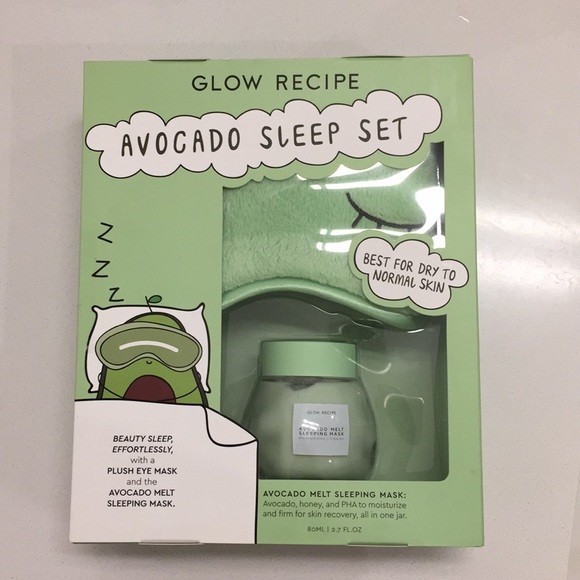 GLOW RECIPE
AVOCADO SLEEP SET
Z
Z
Z
BEST FOR DRY TO
NORMAL SKIN
GLOW RECIPE
AVOCADO MELT
SLEEPING MASK
BEAUTY SLEEP,
EFFORTLESSLY,
with a
PLUSH EYE MASK
and the
AVOCADO MELT
SLEEPING MASK.
AVOCADO MELT SLEEPING MASK:
Avocado, honey, and PHA to moisturize
and firm for skin recovery, all in one jar.
80ML | 2.7 FL.OZ